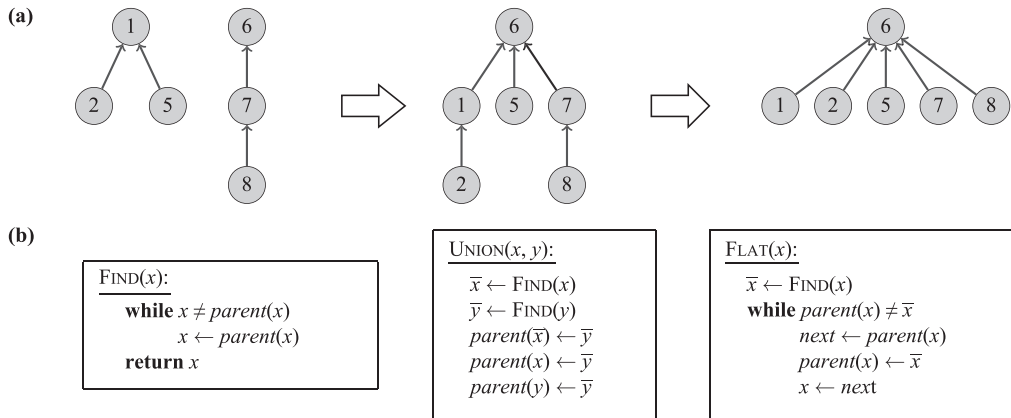 (a)
1 6 6 6
2 5 7 1 5 7 1 2 5 7 8
8 2 8
(b)
FIND(x):
while x ≠ parent(x)
x ← parent(x)
return x
UNION(x, y):
x̅ ← FIND(x)
y̅ ← FIND(y)
parent(x̅) ← y̅
parent(x) ← y̅
parent(y) ← y̅
FLAT(x):
x̅ ← FIND(x)
while parent(x) ≠ x̅
next ← parent(x)
parent(x) ← x̅
x ← next